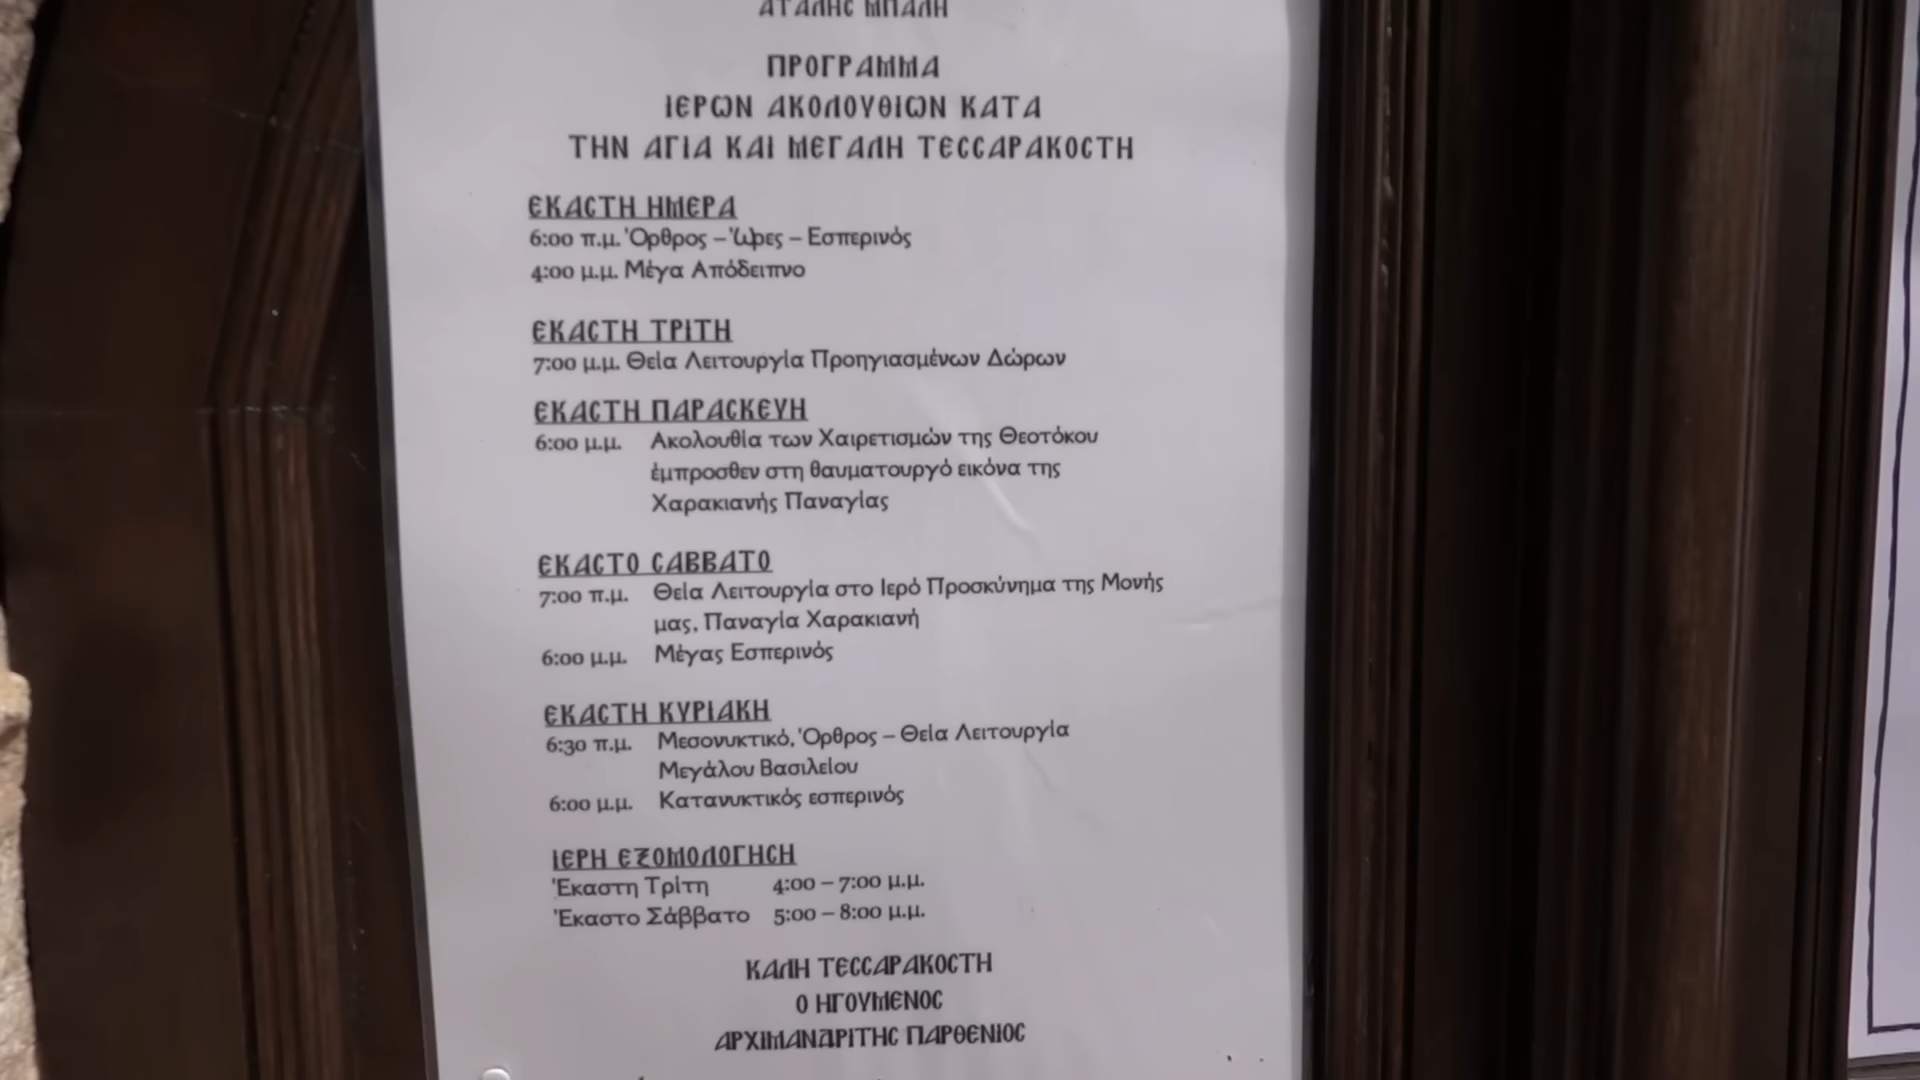 ΑΤΑΛΗΣ ΜΠΑΛΗ
ΠΡΟΓΡΑΜΜΑ
ΙΕΡΩΝ ΑΚΟΛΟΥΘΙΩΝ ΚΑΤΑ
ΤΗΝ ΑΓΙΑ ΚΑΙ ΜΕΓΑΛΗ ΤΕΣΣΑΡΑΚΟΣΤΗ
ΕΚΑΣΤΗ ΗΜΕΡΑ
6:00 π.μ. Όρθρος – Ώρες – Εσπερινός
4:00 μ.μ. Μέγα Απόδειπνο
ΕΚΑΣΤΗ ΤΡΙΤΗ
7:00 μ.μ. Θεία Λειτουργία Προηγιασμένων Δώρων
ΕΚΑΣΤΗ ΠΑΡΑΣΚΕΥΗ
6:00 μ.μ. Ακολουθία των Χαιρετισμών της Θεοτόκου
έμπροσθεν στη θαυματουργό εικόνα της
Χαρακιανής Παναγίας
ΕΚΑΣΤΟ ΣΑΒΒΑΤΟ
7:00 π.μ. Θεία Λειτουργία στο Ιερό Προσκύνημα της Μονής
μας, Παναγία Χαρακιανή
6:00 μ.μ. Μέγας Εσπερινός
ΕΚΑΣΤΗ ΚΥΡΙΑΚΗ
6:30 π.μ. Μεσονυκτικό, Όρθρος – Θεία Λειτουργία
Μεγάλου Βασιλείου
6:00 μ.μ. Κατανυκτικός εσπερινός
ΙΕΡΗ ΕΞΟΜΟΛΟΓΗΣΗ
Έκαστη Τρίτη 4:00 – 7:00 μ.μ.
Έκαστο Σάββατο 5:00 – 8:00 μ.μ.
ΚΑΛΗ ΤΕΣΣΑΡΑΚΟΣΤΗ
Ο ΗΓΟΥΜΕΝΟΣ
ΑΡΧΙΜΑΝΔΡΙΤΗΣ ΠΑΡΘΕΝΙΟΣ